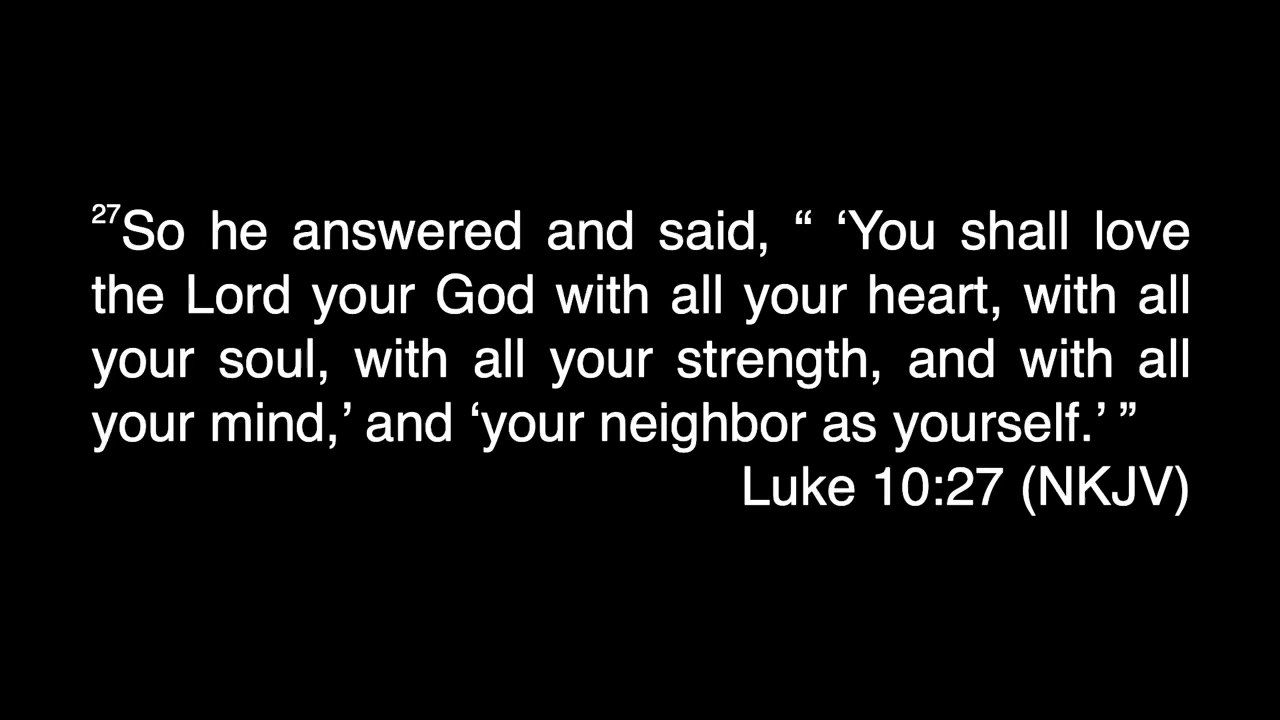 27So he answered and said, “ ‘You shall love
the Lord your God with all your heart, with all
your soul, with all your strength, and with all
your mind,’ and ‘your neighbor as yourself.’ ”
Luke 10:27 (NKJV)